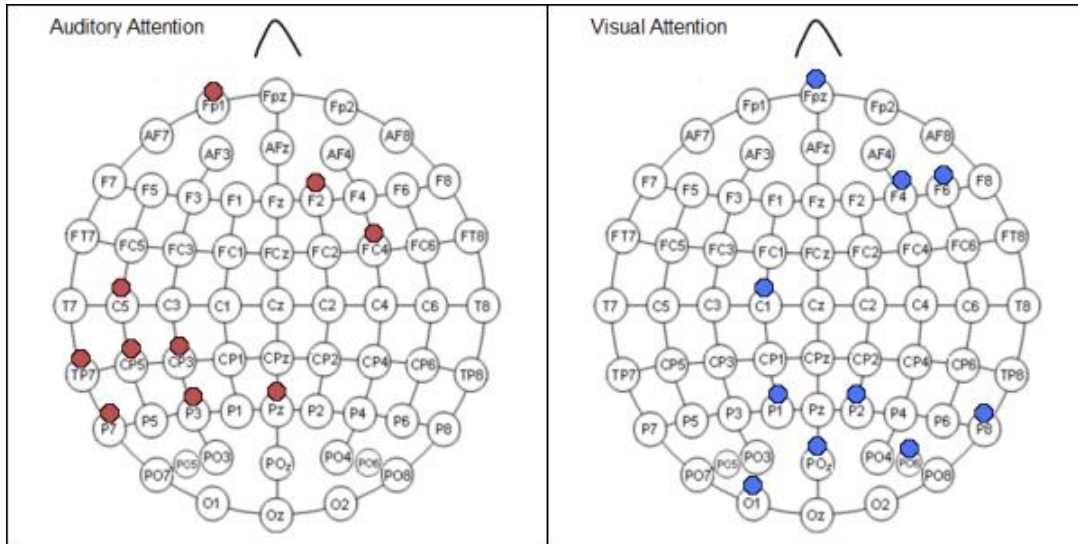 Auditory Attention
Fp1 Fpz Fp2
AF7 AF3 AFz AF4 AF8
F7 F5 F3 F1 Fz F2 F4 F6 F8
FT7 FC5 FC3 FC1 FCz FC2 FC4 FC6 FT8
T7 C5 C3 C1 Cz C2 C4 C6 T8
TP7 CP5 CP3 CP1 CPz CP2 CP4 CP6 TP8
P7 P5 P3 P1 Pz P2 P4 P6 P8
PO7 PO5 PO3 POz PO4 PO6 PO8
O1 Oz O2
Visual Attention
Fp1 Fpz Fp2
AF7 AF3 AFz AF4 AF8
F7 F5 F3 F1 Fz F2 F4 F6 F8
FT7 FC5 FC3 FC1 FCz FC2 FC4 FC6 FT8
T7 C5 C3 C1 Cz C2 C4 C6 T8
TP7 CP5 CP3 CP1 CPz CP2 CP4 CP6 TP8
P7 P5 P3 P1 Pz P2 P4 P6 P8
PO7 PO5 PO3 POz PO4 PO6 PO8
O1 Oz O2